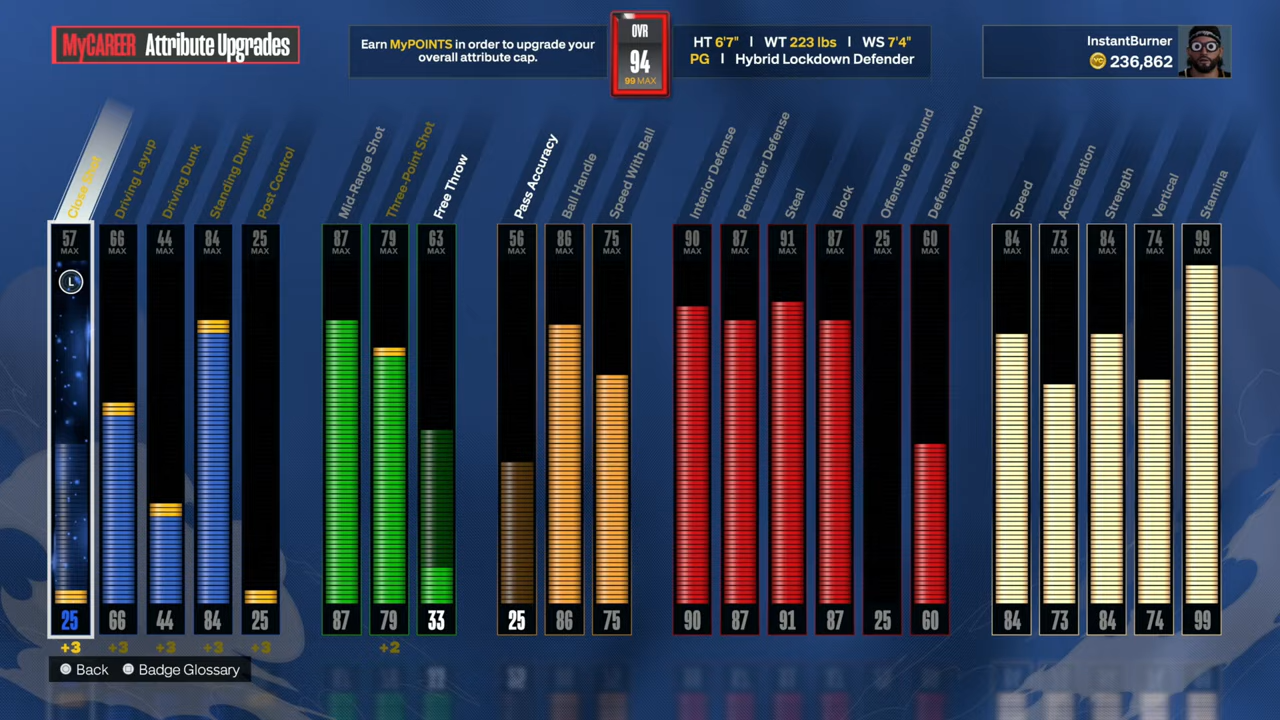 MyCAREER Attribute Upgrades
Earn MyPOINTS in order to upgrade your
overall attribute cap.
OVR
94
99 MAX
HT 6'7" | WT 223 lbs | WS 7'4"
PG | Hybrid Lockdown Defender
InstantBurner
VC 236,862
Close Shot
Driving Layup
Driving Dunk
Standing Dunk
Post Control
Mid-Range Shot
Three-Point Shot
Free Throw
Pass Accuracy
Ball Handle
Speed With Ball
Interior Defense
Perimeter Defense
Steal
Block
Offensive Rebound
Defensive Rebound
Speed
Acceleration
Strength
Vertical
Stamina
57 66 44 84 25 87 79 63 56 86 75 90 87 91 87 25 60 84 73 84 74 99
MAX MAX MAX MAX MAX MAX MAX MAX MAX MAX MAX MAX MAX MAX MAX MAX MAX MAX MAX MAX MAX MAX
L
25 66 44 84 25 87 79 33 25 86 75 90 87 91 87 25 60 84 73 84 74 99
+3 +3 +3 +3 +3 +2
Back Badge Glossary